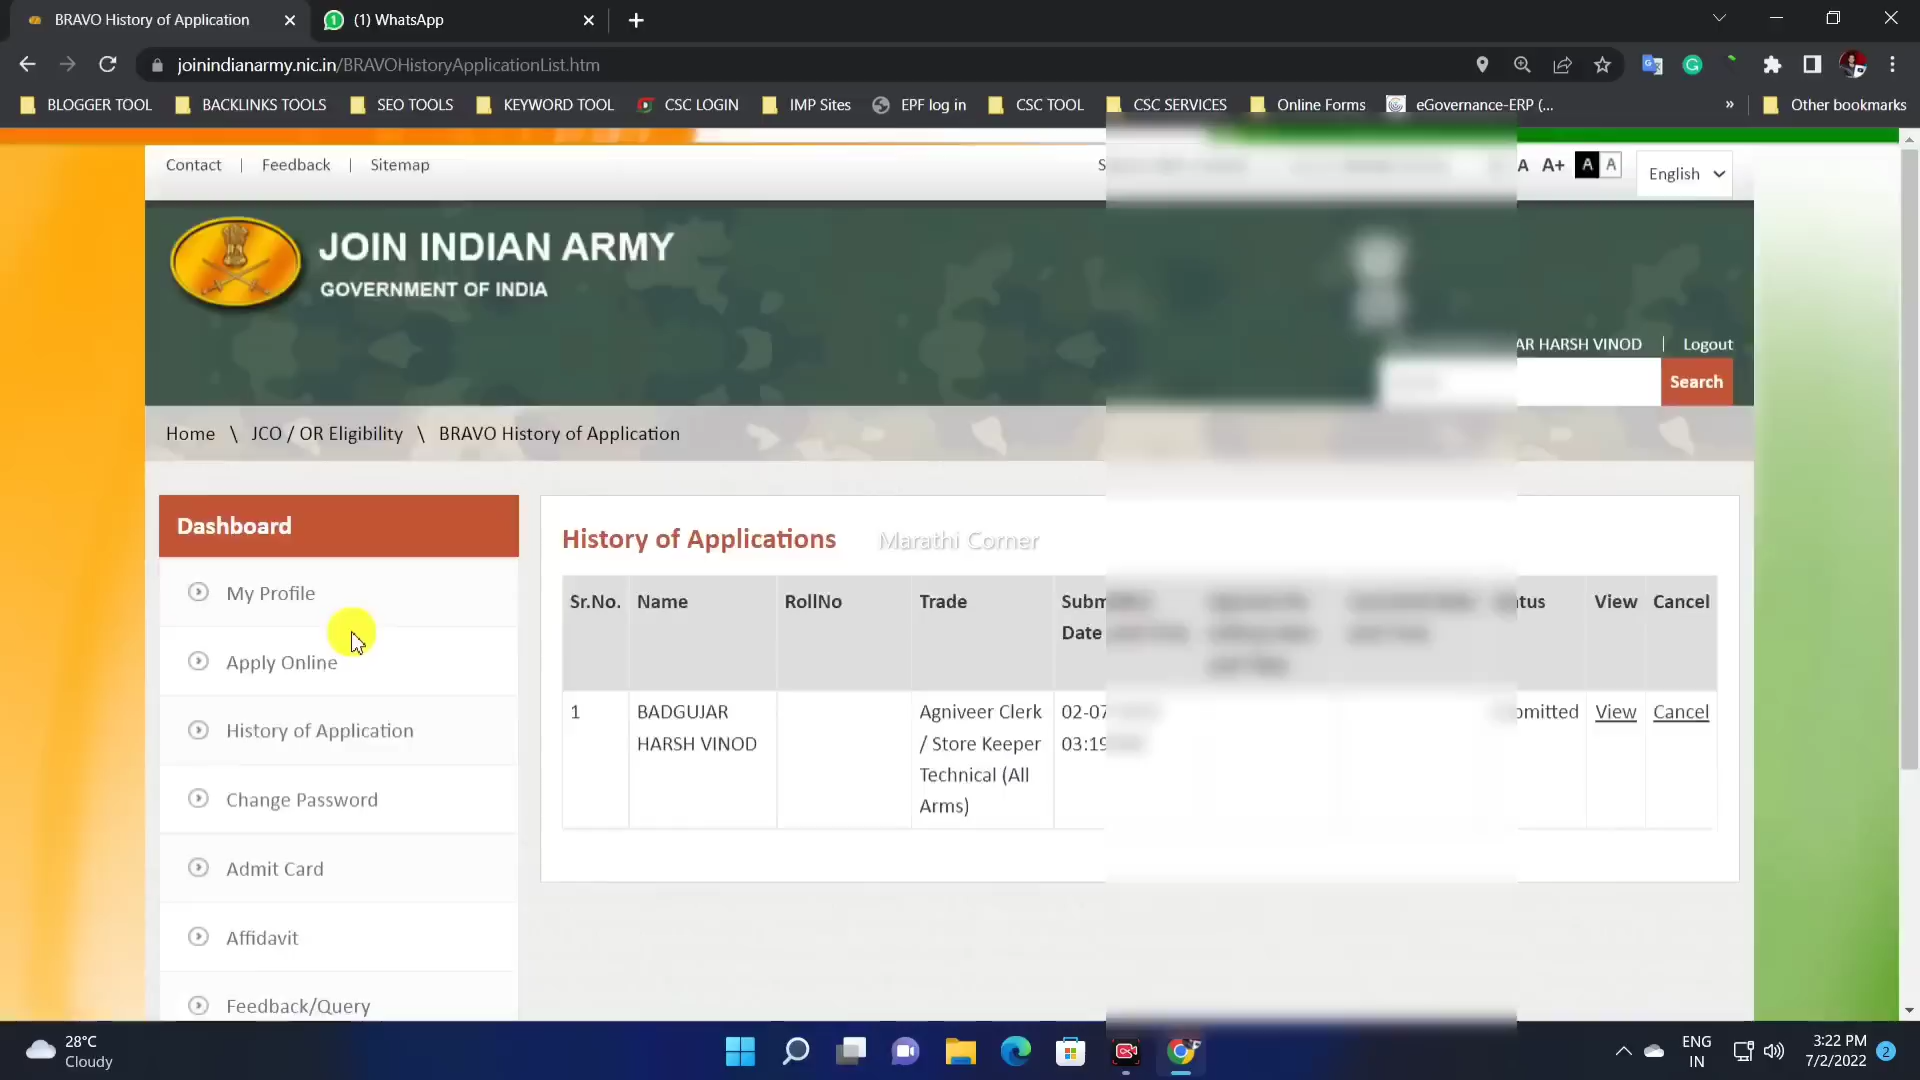 BRAVO History of Application
(1) WhatsApp
joinindianarmy.nic.in/BRAVOHistoryApplicationList.htm
BLOGGER TOOL BACKLINKS TOOLS SEO TOOLS KEYWORD TOOL CSC LOGIN IMP Sites EPF log in CSC TOOL CSC SERVICES Online Forms eGovernance-ERP (... » Other bookmarks
Contact | Feedback | Sitemap
A A+ A A English
JOIN INDIAN ARMY
GOVERNMENT OF INDIA
AR HARSH VINOD | Logout
Search
Home \ JCO / OR Eligibility \ BRAVO History of Application
Dashboard
My Profile
Apply Online
History of Application
Change Password
Admit Card
Affidavit
Feedback/Query
History of Applications Marathi Corner
Sr.No. Name RollNo Trade Subm tus View Cancel
Date
1 BADGUJAR Agniveer Clerk 02-07 mitted View Cancel
HARSH VINOD / Store Keeper 03:19
Technical (All
Arms)
28°C
Cloudy
ENG
IN
3:22 PM
7/2/2022
2